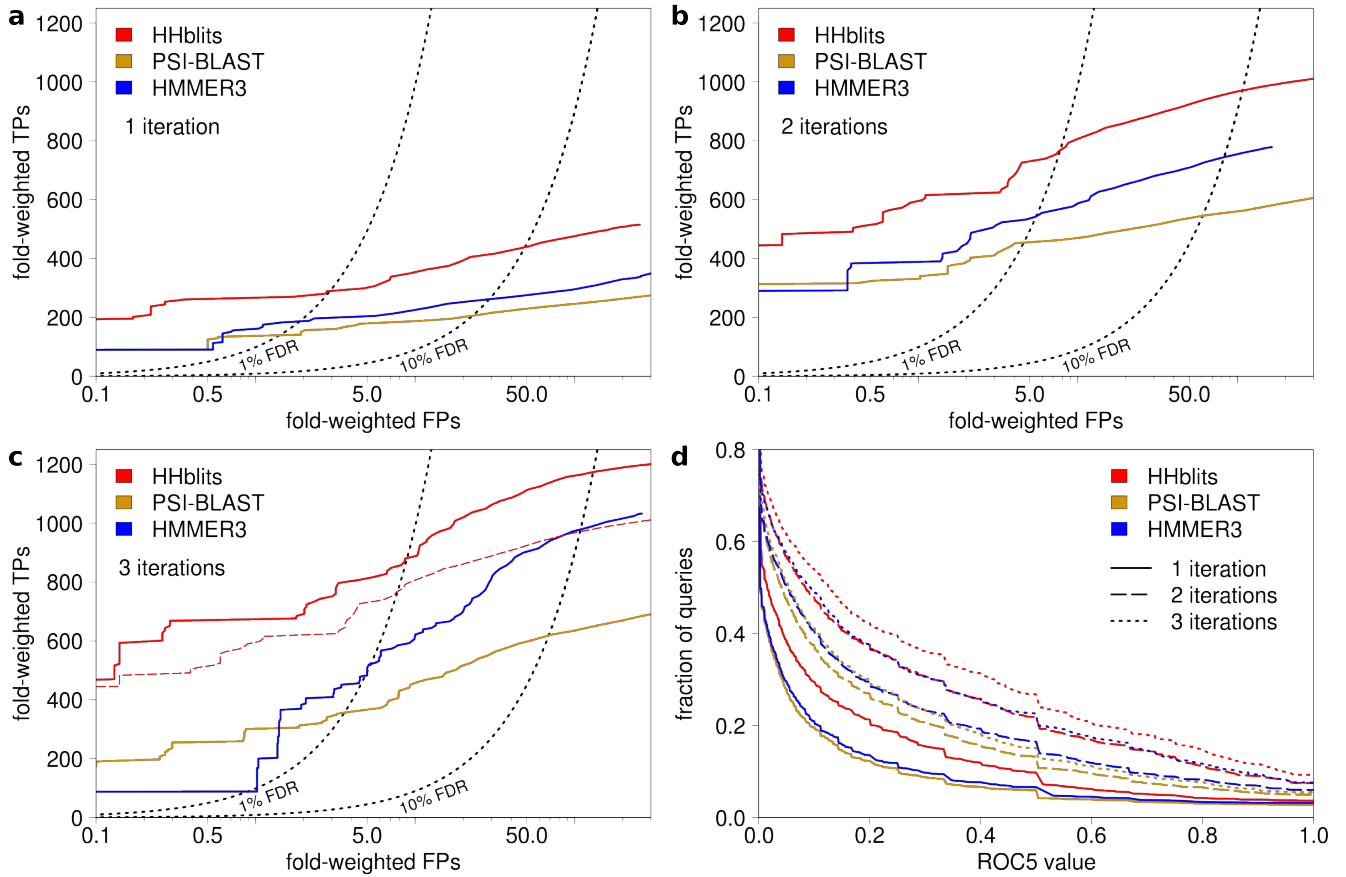 a
1200
1000
800
600
400
200
0
fold-weighted TPs
HHblits
PSI-BLAST
HMMER3
1 iteration
1% FDR
10% FDR
0.1
0.5
5.0
50.0
fold-weighted FPs
b
1200
1000
800
600
400
200
0
fold-weighted TPs
HHblits
PSI-BLAST
HMMER3
2 iterations
1% FDR
10% FDR
0.1
0.5
5.0
50.0
fold-weighted FPs
c
1200
1000
800
600
400
200
0
fold-weighted TPs
HHblits
PSI-BLAST
HMMER3
3 iterations
1% FDR
10% FDR
0.1
0.5
5.0
50.0
fold-weighted FPs
d
0.8
0.6
0.4
0.2
0.0
fraction of queries
HHblits
PSI-BLAST
HMMER3
1 iteration
2 iterations
3 iterations
0.0
0.2
0.4
0.6
0.8
1.0
ROC5 value